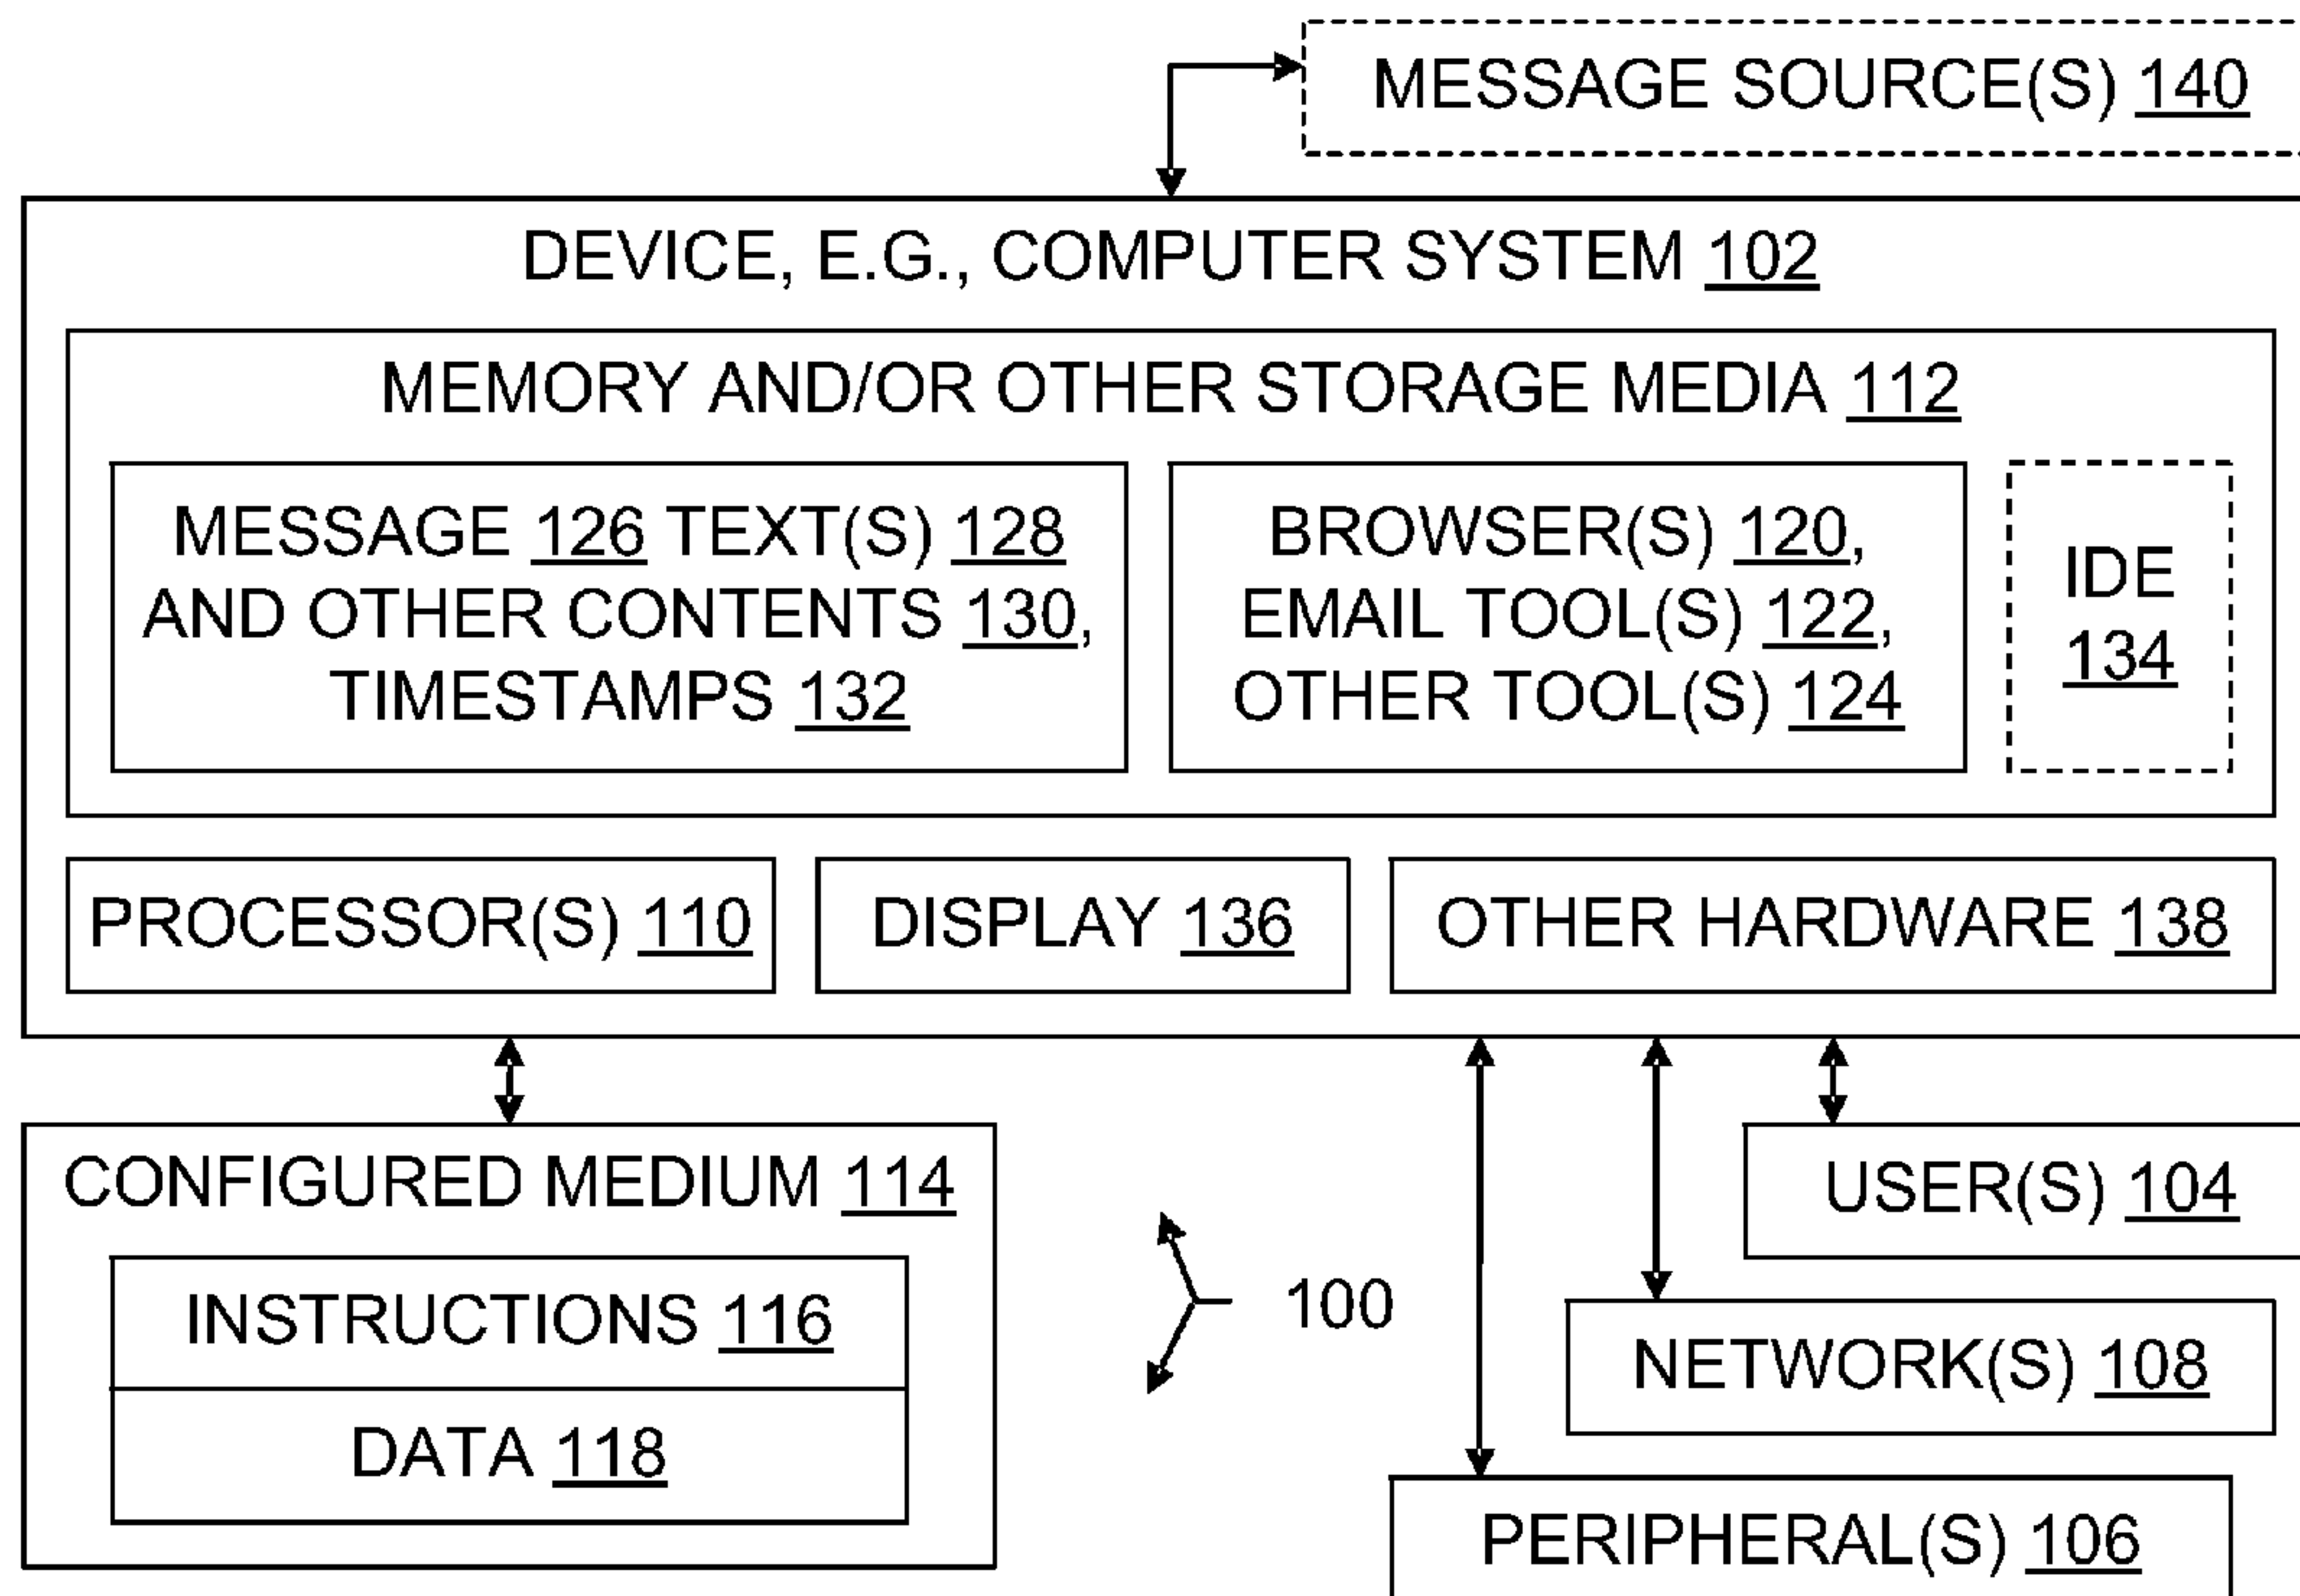 MESSAGE SOURCE(S) 140
DEVICE, E.G., COMPUTER SYSTEM 102
MEMORY AND/OR OTHER STORAGE MEDIA 112
MESSAGE 126 TEXT(S) 128
AND OTHER CONTENTS 130,
TIMESTAMPS 132
BROWSER(S) 120,
EMAIL TOOL(S) 122,
OTHER TOOL(S) 124
IDE
134
PROCESSOR(S) 110
DISPLAY 136
OTHER HARDWARE 138
CONFIGURED MEDIUM 114
INSTRUCTIONS 116
DATA 118
100
USER(S) 104
NETWORK(S) 108
PERIPHERAL(S) 106